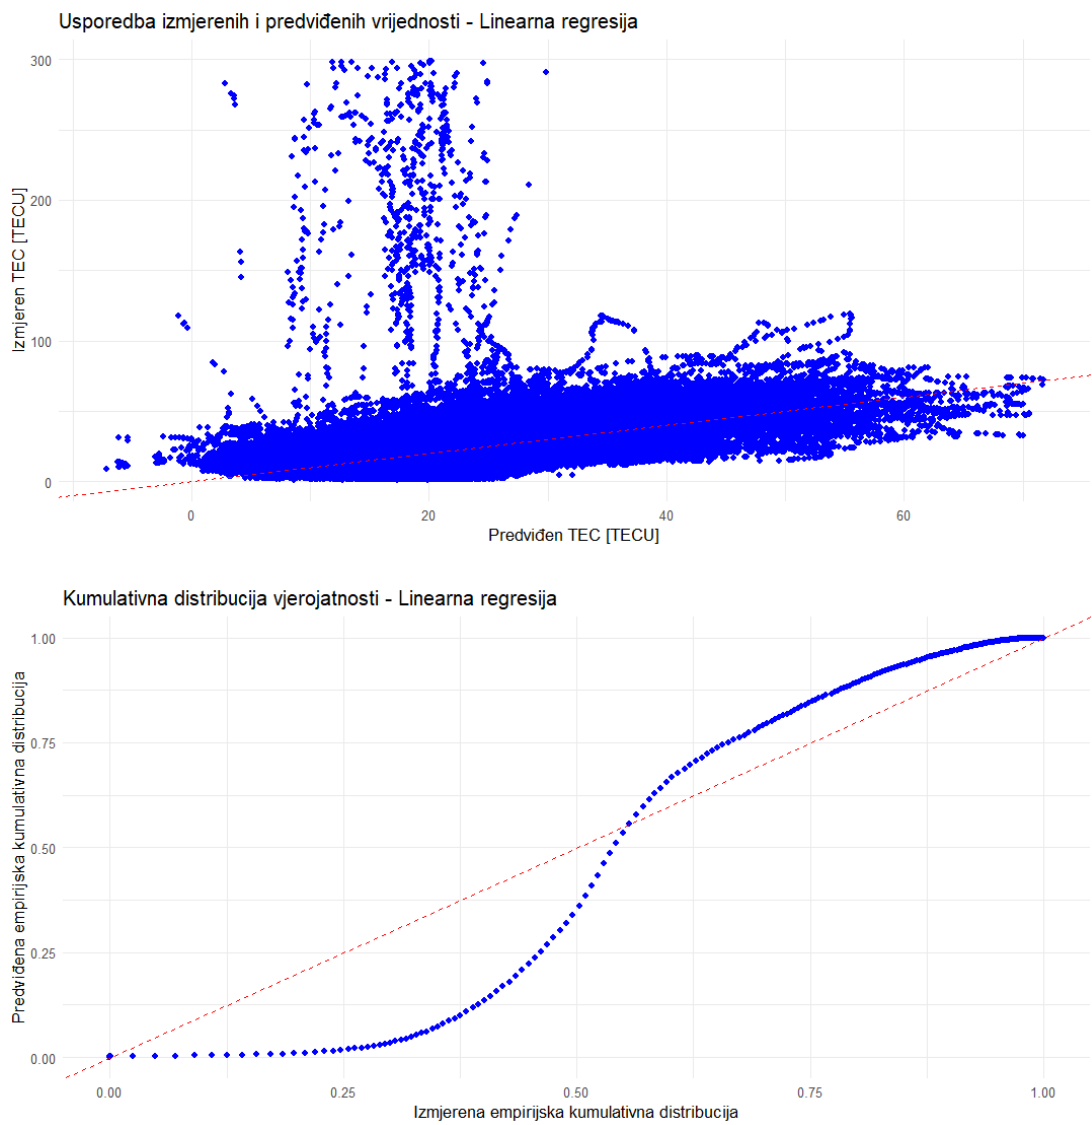 Usporedba izmjerenih i predviđenih vrijednosti - Linearna regresija
300
200
100
0
Izmjeren TEC [TECU]
0 20 40 60
Predviđen TEC [TECU]
Kumulativna distribucija vjerojatnosti - Linearna regresija
1.00
0.75
0.50
0.25
0.00
Predviđena empirijska kumulativna distribucija
0.00 0.25 0.50 0.75 1.00
Izmjerena empirijska kumulativna distribucija